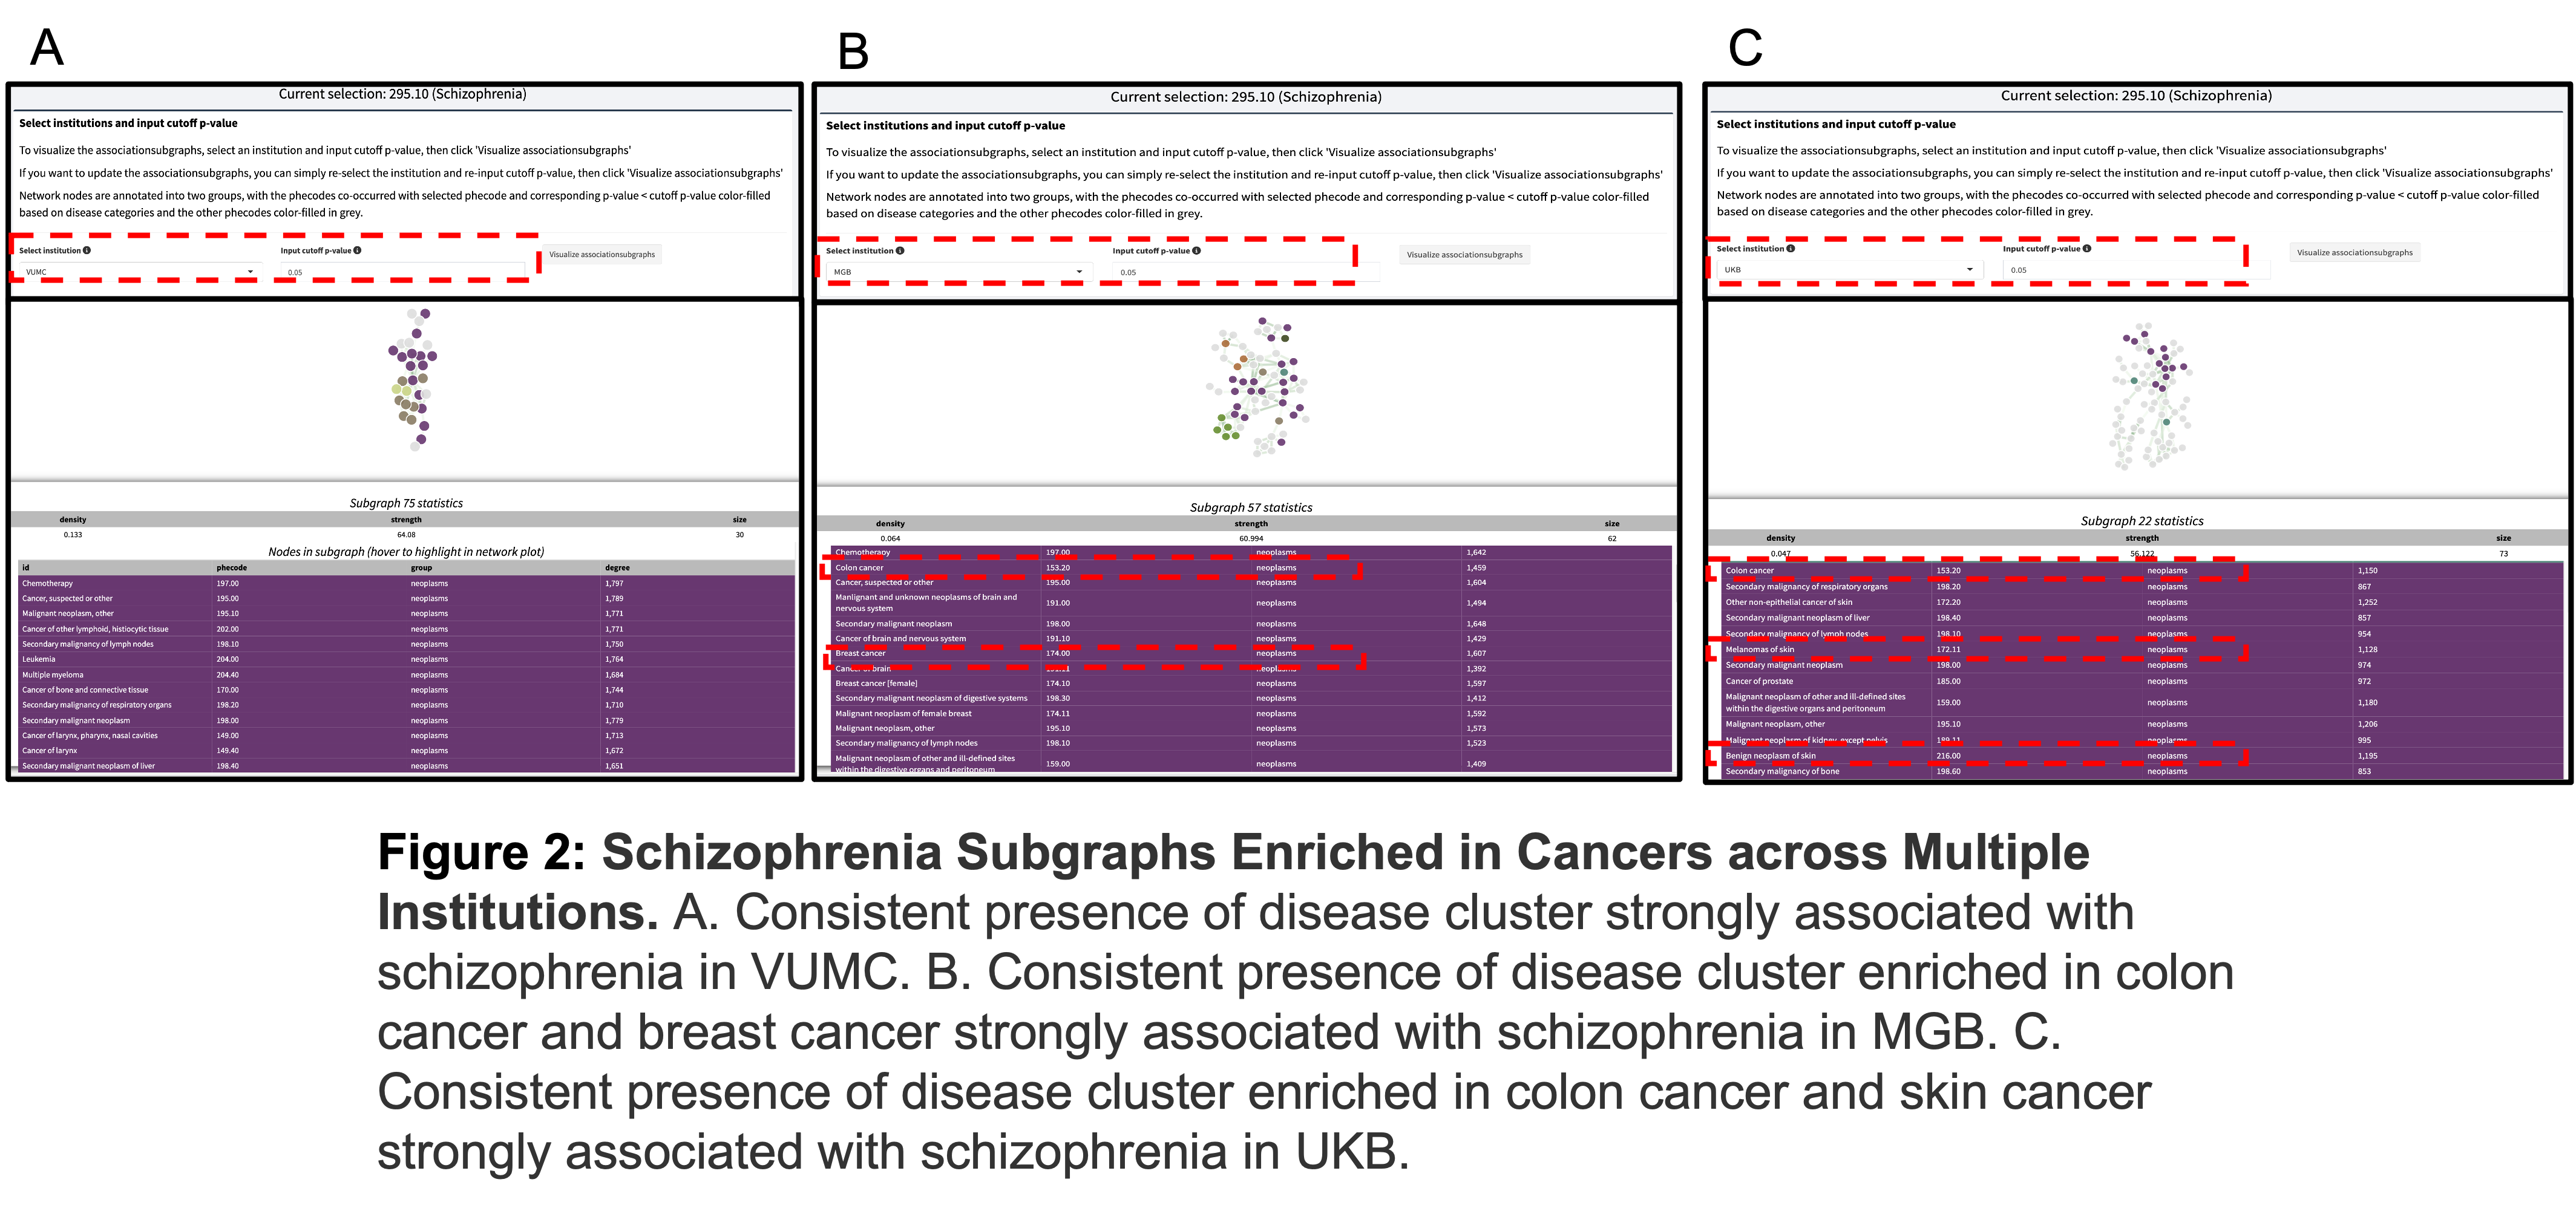 A
Current selection: 295.10 (Schizophrenia)
Select institutions and input cutoff p-value
To visualize the associationsubgraphs, select an institution and input cutoff p-value, then click 'Visualize associationsubgraphs'
If you want to update the associationsubgraphs, you can simply re-select the institution and re-input cutoff p-value, then click 'Visualize associationsubgraphs'
Network nodes are annotated into two groups, with the phecodes co-occurred with selected phecode and corresponding p-value < cutoff p-value color-filled
based on disease categories and the other phecodes color-filled in grey.
Select institution Input cutoff p-value
VUMC 0.05 Visualize associationsubgraphs
Subgraph 75 statistics
density strength size
0.133 64.08 30
Nodes in subgraph (hover to highlight in network plot)
id phecode group degree
Chemotherapy 197.00 neoplasms 1,797
Cancer, suspected or other 195.00 neoplasms 1,789
Malignant neoplasm, other 195.10 neoplasms 1,771
Cancer of other lymphoid, histiocytic tissue 202.00 neoplasms 1,771
Secondary malignancy of lymph nodes 198.10 neoplasms 1,750
Leukemia 204.00 neoplasms 1,764
Multiple myeloma 204.40 neoplasms 1,684
Cancer of bone and connective tissue 170.00 neoplasms 1,744
Secondary malignancy of respiratory organs 198.20 neoplasms 1,710
Secondary malignant neoplasm 198.00 neoplasms 1,779
Cancer of larynx, pharynx, nasal cavities 149.00 neoplasms 1,713
Cancer of larynx 149.40 neoplasms 1,672
Secondary malignant neoplasm of liver 198.40 neoplasms 1,651
B
Current selection: 295.10 (Schizophrenia)
Select institutions and input cutoff p-value
To visualize the associationsubgraphs, select an institution and input cutoff p-value, then click 'Visualize associationsubgraphs'
If you want to update the associationsubgraphs, you can simply re-select the institution and re-input cutoff p-value, then click 'Visualize associationsubgraphs'
Network nodes are annotated into two groups, with the phecodes co-occurred with selected phecode and corresponding p-value < cutoff p-value color-filled
based on disease categories and the other phecodes color-filled in grey.
Select institution Input cutoff p-value
MGB 0.05 Visualize associationsubgraphs
Subgraph 57 statistics
density strength size
0.064 60.994 62
Chemotherapy 197.00 neoplasms 1,642
Colon cancer 153.20 neoplasms 1,459
Cancer, suspected or other 195.00 neoplasms 1,604
Manlignant and unknown neoplasms of brain and
nervous system 191.00 neoplasms 1,494
Secondary malignant neoplasm 198.00 neoplasms 1,648
Cancer of brain and nervous system 191.10 neoplasms 1,429
Breast cancer 174.00 neoplasms 1,607
Cancer of brain 191.11 neoplasms 1,392
Breast cancer [female] 174.10 neoplasms 1,597
Secondary malignant neoplasm of digestive systems 198.30 neoplasms 1,412
Malignant neoplasm of female breast 174.11 neoplasms 1,592
Malignant neoplasm, other 195.10 neoplasms 1,573
Secondary malignancy of lymph nodes 198.10 neoplasms 1,523
Malignant neoplasm of other and ill-defined sites
within the digestive organs and peritoneum 159.00 neoplasms 1,409
C
Current selection: 295.10 (Schizophrenia)
Select institutions and input cutoff p-value
To visualize the associationsubgraphs, select an institution and input cutoff p-value, then click 'Visualize associationsubgraphs'
If you want to update the associationsubgraphs, you can simply re-select the institution and re-input cutoff p-value, then click 'Visualize associationsubgraphs'
Network nodes are annotated into two groups, with the phecodes co-occurred with selected phecode and corresponding p-value < cutoff p-value color-filled
based on disease categories and the other phecodes color-filled in grey.
Select institution Input cutoff p-value
UKB 0.05 Visualize associationsubgraphs
Subgraph 22 statistics
density strength size
0.047 56.122 73
Colon cancer 153.20 neoplasms 1,150
Secondary malignancy of respiratory organs 198.20 neoplasms 867
Other non-epithelial cancer of skin 172.20 neoplasms 1,252
Secondary malignant neoplasm of liver 198.40 neoplasms 857
Secondary malignancy of lymph nodes 198.10 neoplasms 954
Melanomas of skin 172.11 neoplasms 1,128
Secondary malignant neoplasm 198.00 neoplasms 974
Cancer of prostate 185.00 neoplasms 972
Malignant neoplasm of other and ill-defined sites
within the digestive organs and peritoneum 159.00 neoplasms 1,180
Malignant neoplasm, other 195.10 neoplasms 1,206
Malignant neoplasm of kidney, except pelvis 189.11 neoplasms 995
Benign neoplasm of skin 216.00 neoplasms 1,195
Secondary malignancy of bone 198.60 neoplasms 853
Figure 2: Schizophrenia Subgraphs Enriched in Cancers across Multiple
Institutions. A. Consistent presence of disease cluster strongly associated with
schizophrenia in VUMC. B. Consistent presence of disease cluster enriched in colon
cancer and breast cancer strongly associated with schizophrenia in MGB. C.
Consistent presence of disease cluster enriched in colon cancer and skin cancer
strongly associated with schizophrenia in UKB.